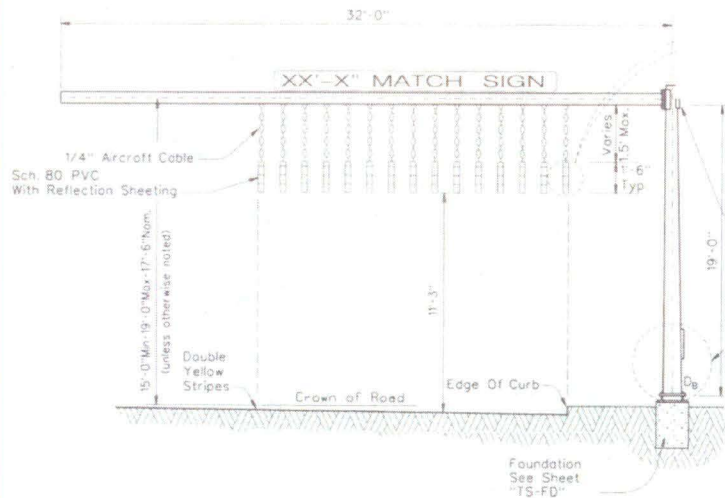 32'-0"
XX'-X" MATCH SIGN
1/4" Aircraft Cable
Sch. 80 PVC
With Reflection Sheeting
Varies
1.5' Max.
1'-6"
Typ
15'-0"Min-19'-0"Max-17'-6"Nom.
(unless otherwise noted)
11'-3"
19'-0"
Double
Yellow
Stripes
Crown of Road
Edge Of Curb
DB
Foundation
See Sheet
"TS-FD"